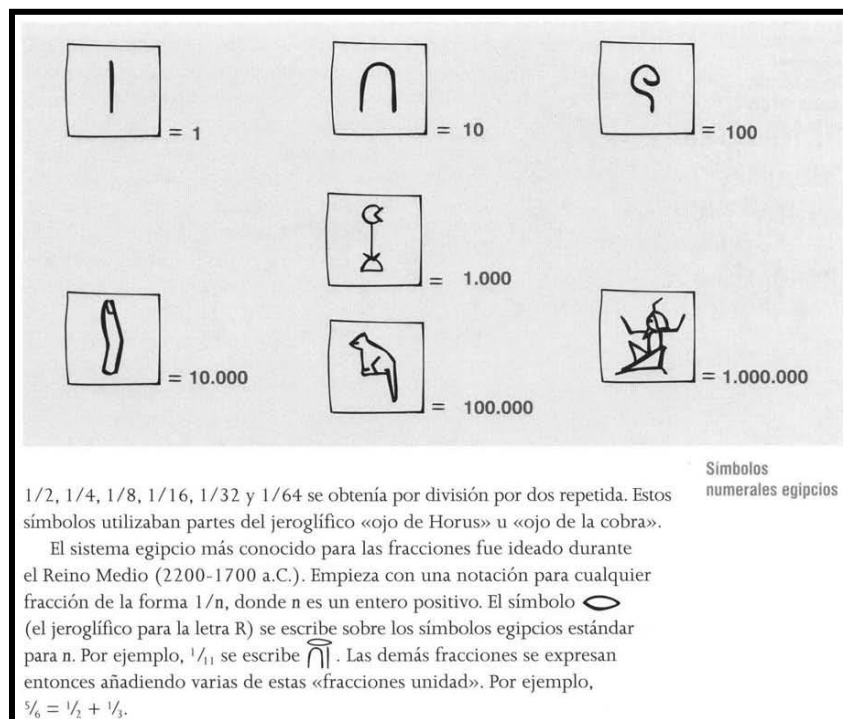 = 1
= 10
= 100
= 1.000
= 10.000
= 100.000
= 1.000.000
Símbolos
numerales egipcios
1/2, 1/4, 1/8, 1/16, 1/32 y 1/64 se obtenía por división por dos repetida. Estos
símbolos utilizaban partes del jeroglífico «ojo de Horus» u «ojo de la cobra».
El sistema egipcio más conocido para las fracciones fue ideado durante
el Reino Medio (2200-1700 a.C.). Empieza con una notación para cualquier
fracción de la forma 1/n, donde n es un entero positivo. El símbolo
(el jeroglífico para la letra R) se escribe sobre los símbolos egipcios estándar
para n. Por ejemplo, 1/11 se escribe . Las demás fracciones se expresan
entonces añadiendo varias de estas «fracciones unidad». Por ejemplo,
5/6 = 1/2 + 1/3.